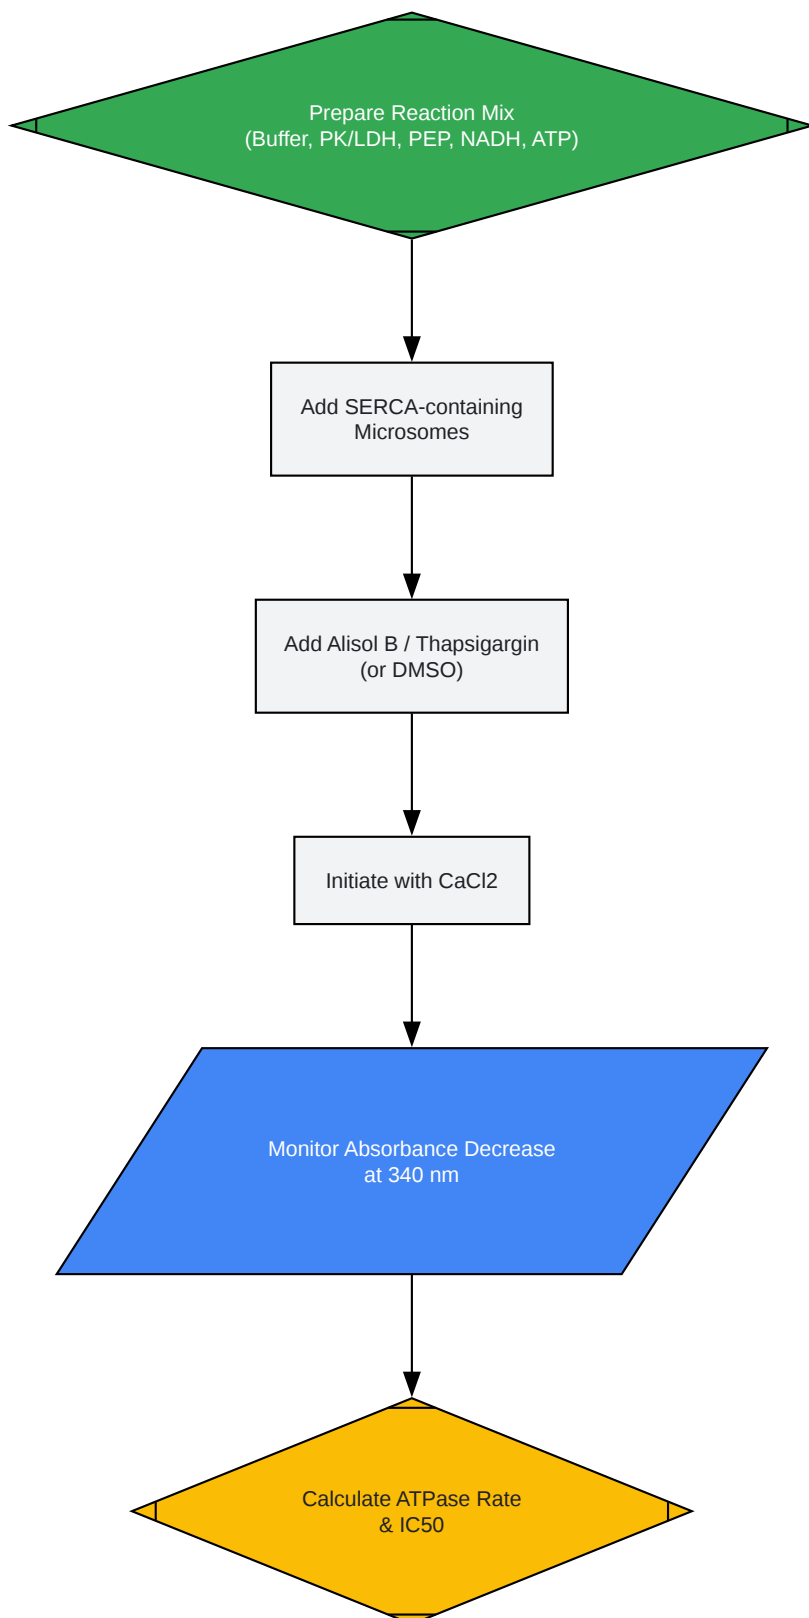 Prepare Reaction Mix
(Buffer, PK/LDH, PEP, NADH, ATP)
Add SERCA-containing
Microsomes
Add Alisol B / Thapsigargin
(or DMSO)
Initiate with CaCl2
Monitor Absorbance Decrease
at 340 nm
Calculate ATPase Rate
& IC50